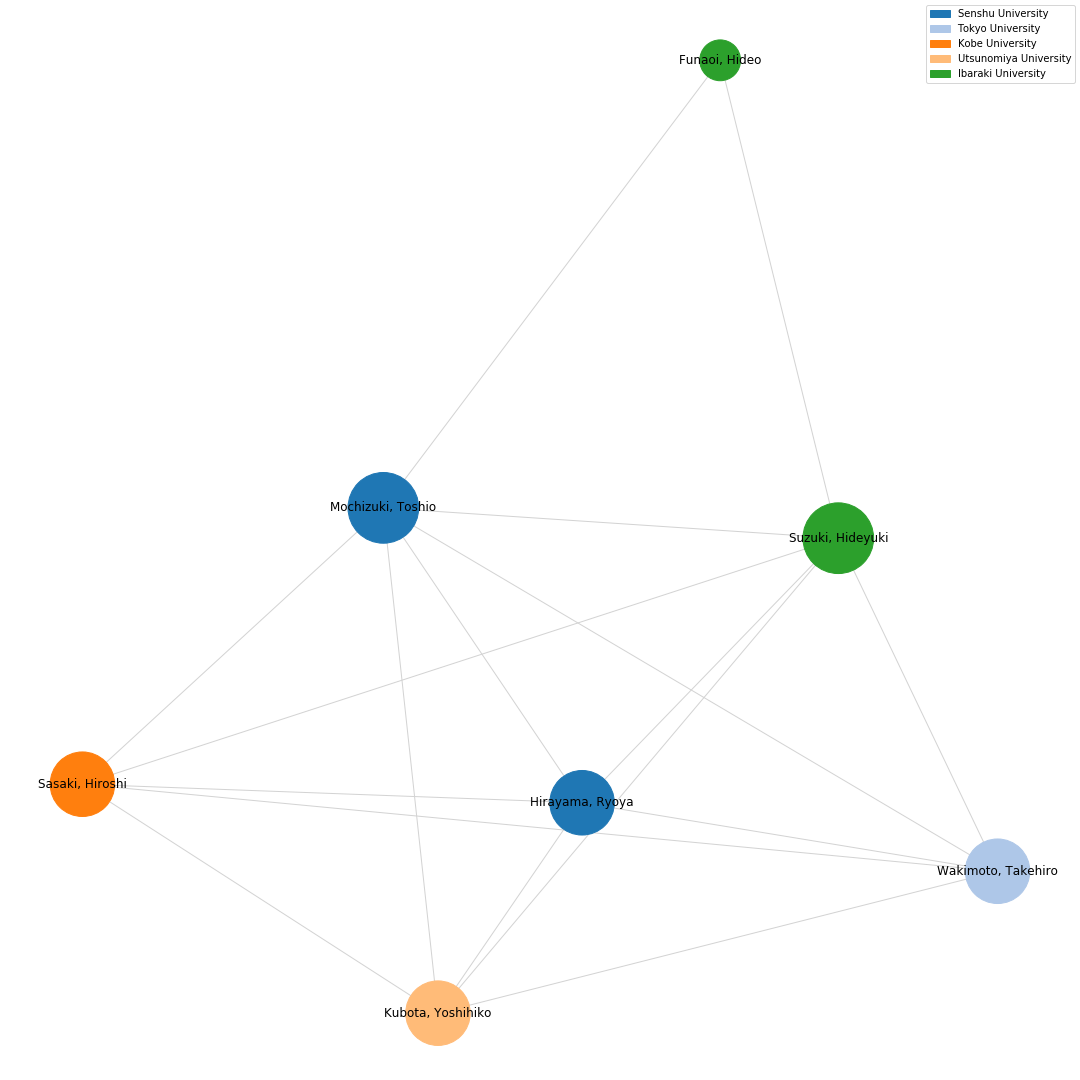 Senshu University
Tokyo University
Kobe University
Utsunomiya University
Ibaraki University
Funaoi, Hideo
Mochizuki, Toshio
Suzuki, Hideyuki
Sasaki, Hiroshi
Hirayama, Ryoya
Wakimoto, Takehiro
Kubota, Yoshihiko